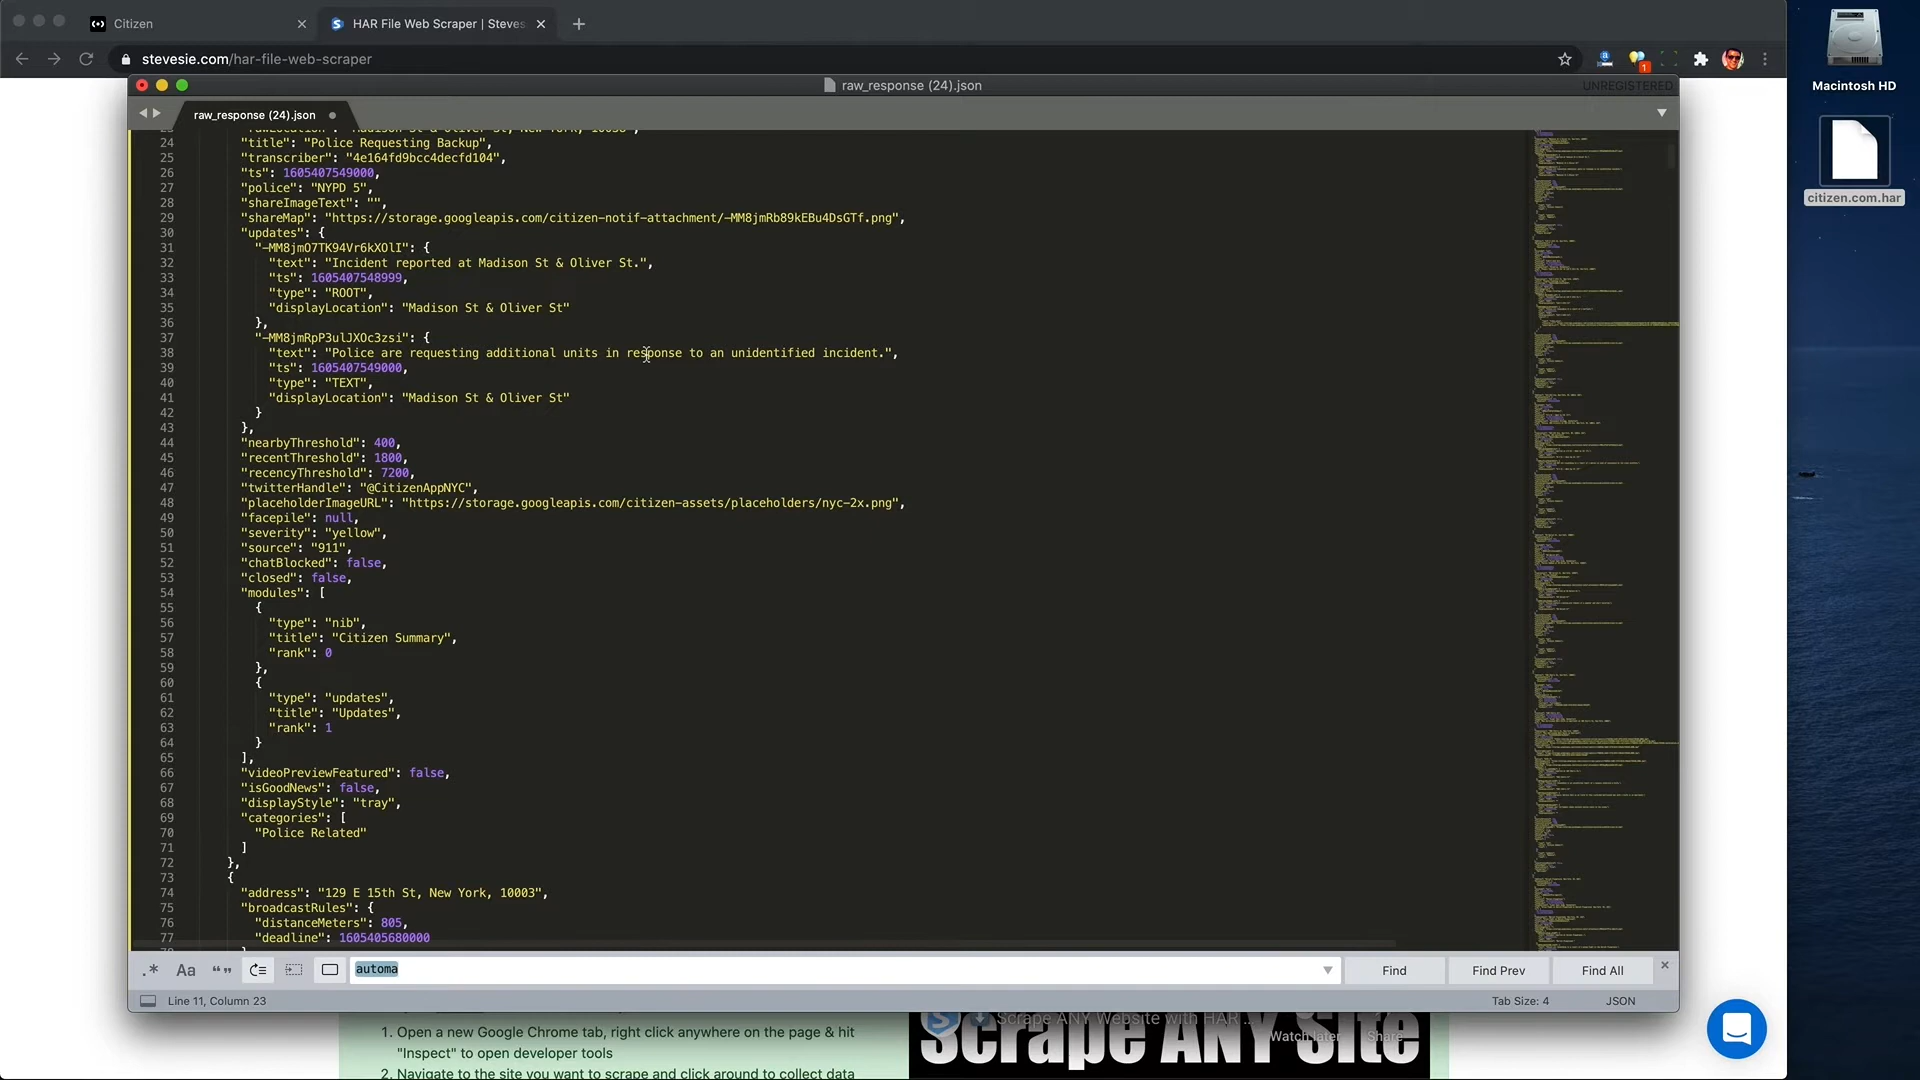 Citizen
HAR File Web Scraper | Steves
stevesie.com/har-file-web-scraper
1
Macintosh HD
citizen.com.har
raw_response (24).json
UNREGISTERED
raw_response (24).json
24 "title": "Police Requesting Backup",
25 "transcriber": "4e164fd9bcc4decfd104",
26 "ts": 1605407549000,
27 "police": "NYPD 5",
28 "shareImageText": "",
29 "shareMap": "https://storage.googleapis.com/citizen-notif-attachment/-MM8jmRb89kEBu4DsGTf.png",
30 "updates": {
31 "-MM8jmO7TK94Vr6kXOlI": {
32 "text": "Incident reported at Madison St & Oliver St.",
33 "ts": 1605407548999,
34 "type": "ROOT",
35 "displayLocation": "Madison St & Oliver St"
36 },
37 "-MM8jmRpP3ulJXOc3zsi": {
38 "text": "Police are requesting additional units in response to an unidentified incident.",
39 "ts": 1605407549000,
40 "type": "TEXT",
41 "displayLocation": "Madison St & Oliver St"
42 }
43 },
44 "nearbyThreshold": 400,
45 "recentThreshold": 1800,
46 "recencyThreshold": 7200,
47 "twitterHandle": "@CitizenAppNYC",
48 "placeholderImageURL": "https://storage.googleapis.com/citizen-assets/placeholders/nyc-2x.png",
49 "facepile": null,
50 "severity": "yellow",
51 "source": "911",
52 "chatBlocked": false,
53 "closed": false,
54 "modules": [
55 {
56 "type": "nib",
57 "title": "Citizen Summary",
58 "rank": 0
59 },
60 {
61 "type": "updates",
62 "title": "Updates",
63 "rank": 1
64 }
65 ],
66 "videoPreviewFeatured": false,
67 "isGoodNews": false,
68 "displayStyle": "tray",
69 "categories": [
70 "Police Related"
71 ]
72 },
73 {
74 "address": "129 E 15th St, New York, 10003",
75 "broadcastRules": {
76 "distanceMeters": 805,
77 "deadline": 1605405680000
.* Aa “” automa Find Find Prev Find All
Line 11, Column 23
Tab Size: 4
JSON
1. Open a new Google Chrome tab, right click anywhere on the page & hit
"Inspect" to open developer tools
2. Navigate to the site you want to scrape and click around to collect data
Scrape ANY Website with HAR ...
Watch later
Share
Scrape ANY Site